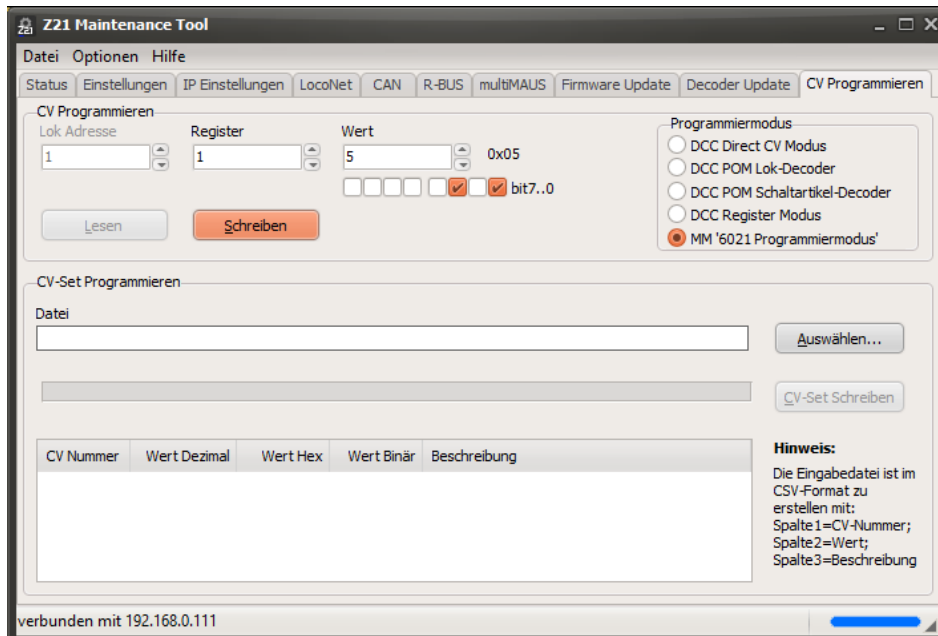 Z21 Z21 Maintenance Tool
Datei Optionen Hilfe
Status Einstellungen IP Einstellungen LocoNet CAN R-BUS multiMAUS Firmware Update Decoder Update CV Programmieren
CV Programmieren
Lok Adresse Register Wert
1 1 5 0x05
bit7..0
Lesen Schreiben
Programmiermodus
DCC Direct CV Modus
DCC POM Lok-Decoder
DCC POM Schaltartikel-Decoder
DCC Register Modus
MM '6021 Programmiermodus'
CV-Set Programmieren
Datei
Auswählen...
CV-Set Schreiben
CV Nummer Wert Dezimal Wert Hex Wert Binär Beschreibung
Hinweis:
Die Eingabedatei ist im
CSV-Format zu
erstellen mit:
Spalte1=CV-Nummer;
Spalte2=Wert;
Spalte3=Beschreibung
verbunden mit 192.168.0.111